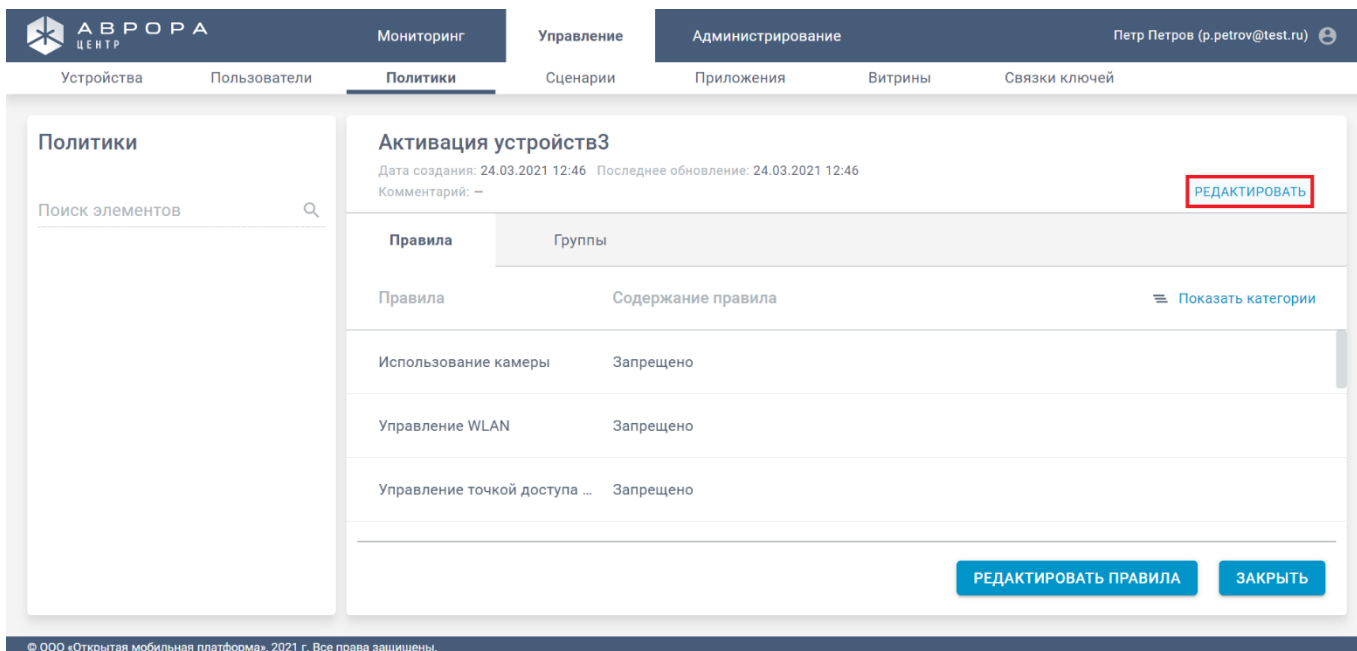 АВРОРА
ЦЕНТР
Мониторинг Управление Администрирование Петр Петров (p.petrov@test.ru)
Устройства Пользователи Политики Сценарии Приложения Витрины Связки ключей
Политики
Поиск элементов
Активация устройств3
Дата создания: 24.03.2021 12:46 Последнее обновление: 24.03.2021 12:46
Комментарий: —
РЕДАКТИРОВАТЬ
Правила Группы
Правила Содержание правила Показать категории
Использование камеры Запрещено
Управление WLAN Запрещено
Управление точкой доступа ... Запрещено
РЕДАКТИРОВАТЬ ПРАВИЛА ЗАКРЫТЬ
© ООО «Открытая мобильная платформа», 2021 г. Все права защищены.